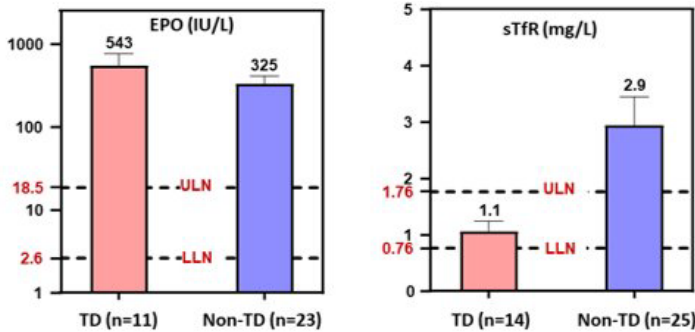 EPO (IU/L)
1000
543
325
100
18.5
ULN
10
2.6
LLN
1
TD (n=11)
Non-TD (n=23)
5
sTfR (mg/L)
4
2.9
3
2
1.76
ULN
1.1
1
0.76
LLN
0
TD (n=14)
Non-TD (n=25)